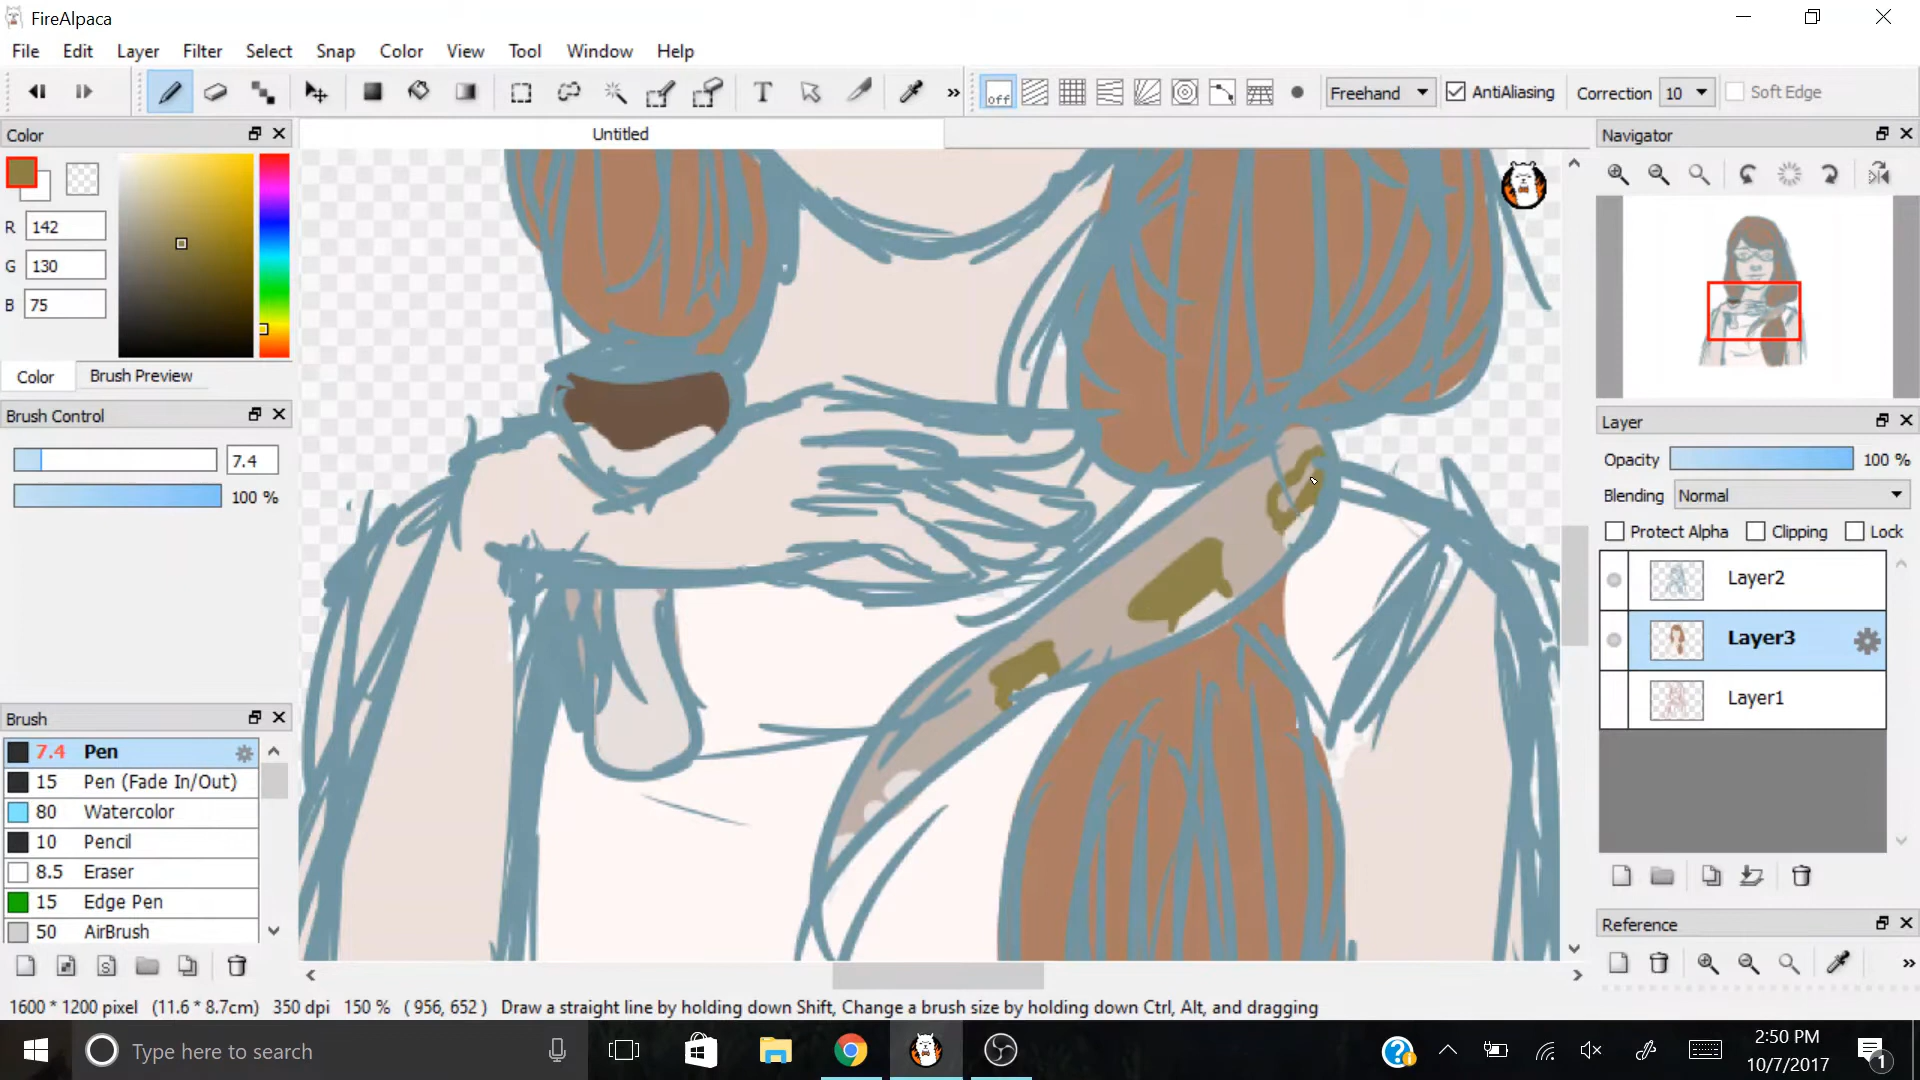 FireAlpaca
File Edit Layer Filter Select Snap Color View Tool Window Help
T
»
off
Freehand
AntiAliasing
Correction 10
Soft Edge
Color
Untitled
Navigator
R 142
G 130
B 75
Color Brush Preview
Brush Control
7.4
100 %
Layer
Opacity 100 %
Blending Normal
Protect Alpha Clipping Lock
Layer2
Layer3
Layer1
Brush
7.4 Pen
15 Pen (Fade In/Out)
80 Watercolor
10 Pencil
8.5 Eraser
15 Edge Pen
50 AirBrush
S
Reference
»
1600 * 1200 pixel (11.6 * 8.7cm) 350 dpi 150 % ( 956, 652 ) Draw a straight line by holding down Shift, Change a brush size by holding down Ctrl, Alt, and dragging
Type here to search
2:50 PM
10/7/2017
1